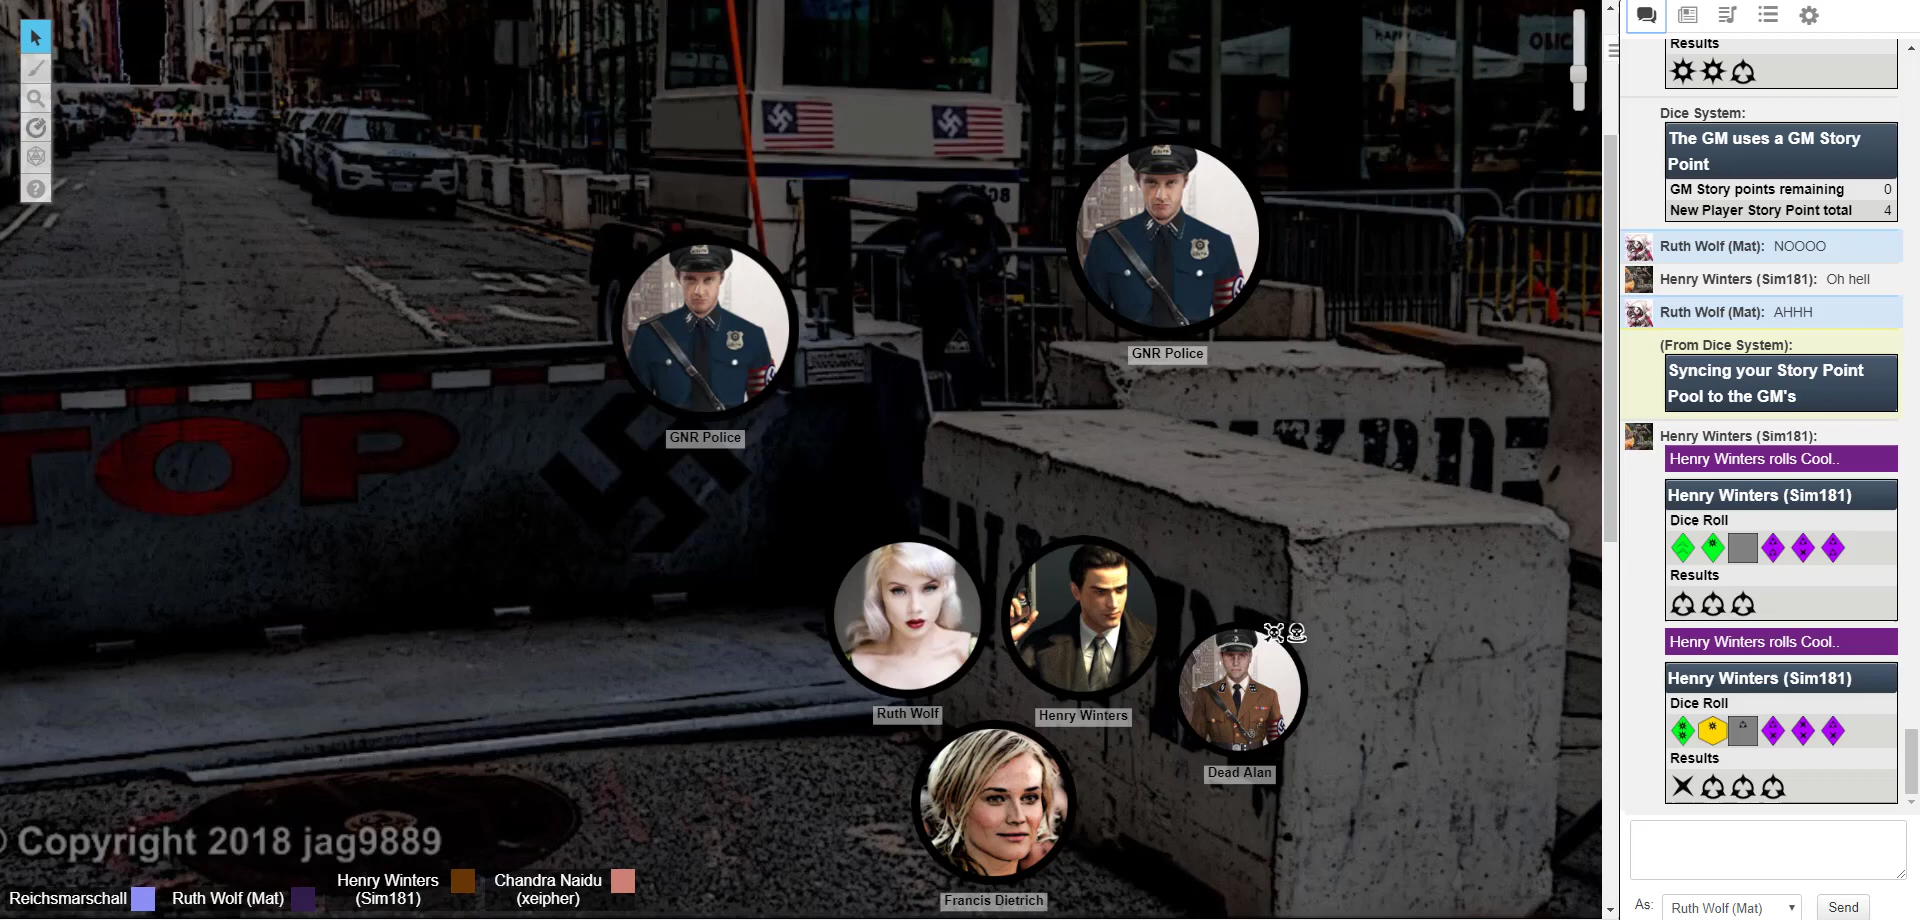 TOP
08
GNR Police
GNR Police
Ruth Wolf
Henry Winters
Dead Alan
Francis Dietrich
© Copyright 2018 jag9889
Reichsmarschall
Ruth Wolf (Mat)
Henry Winters
(Sim181)
Chandra Naidu
(xeipher)
Results
Dice System:
The GM uses a GM Story
Point
GM Story points remaining 0
New Player Story Point total 4
Ruth Wolf (Mat): NOOOO
Henry Winters (Sim181): Oh hell
Ruth Wolf (Mat): AHHH
(From Dice System):
Syncing your Story Point
Pool to the GM's
Henry Winters (Sim181):
Henry Winters rolls Cool..
Henry Winters (Sim181)
Dice Roll
Results
Henry Winters rolls Cool..
Henry Winters (Sim181)
Dice Roll
Results
As: Ruth Wolf (Mat) Send